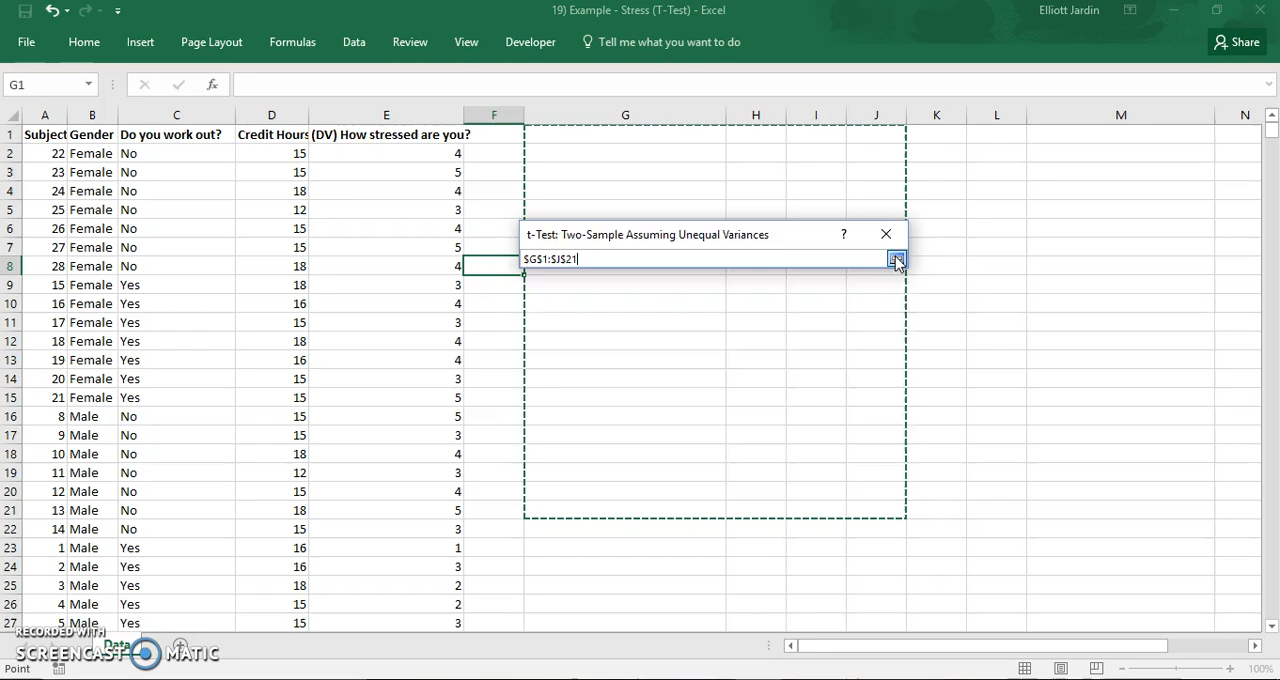 19) Example - Stress (T-Test) - Excel
Elliott Jardin
File Home Insert Page Layout Formulas Data Review View Developer Tell me what you want to do Share
G1 fx
A B C D E F G H I J K L M N
1 Subject Gender Do you work out? Credit Hours (DV) How stressed are you?
2 22 Female No 15 4
3 23 Female No 15 5
4 24 Female No 18 4
5 25 Female No 12 3
6 26 Female No 15 4
7 27 Female No 15 5
8 28 Female No 18 4
9 15 Female Yes 18 3
10 16 Female Yes 16 4
11 17 Female Yes 15 3
12 18 Female Yes 18 4
13 19 Female Yes 16 4
14 20 Female Yes 15 3
15 21 Female Yes 15 5
16 8 Male No 15 5
17 9 Male No 15 3
18 10 Male No 18 4
19 11 Male No 12 3
20 12 Male No 15 4
21 13 Male No 18 5
22 14 Male No 15 3
23 1 Male Yes 16 1
24 2 Male Yes 16 3
25 3 Male Yes 18 2
26 4 Male Yes 15 2
27 5 Male Yes 15 3
t-Test: Two-Sample Assuming Unequal Variances ?
$G$1:$J$21
Data
RECORDED WITH
SCREENCAST MATIC
Point
100%